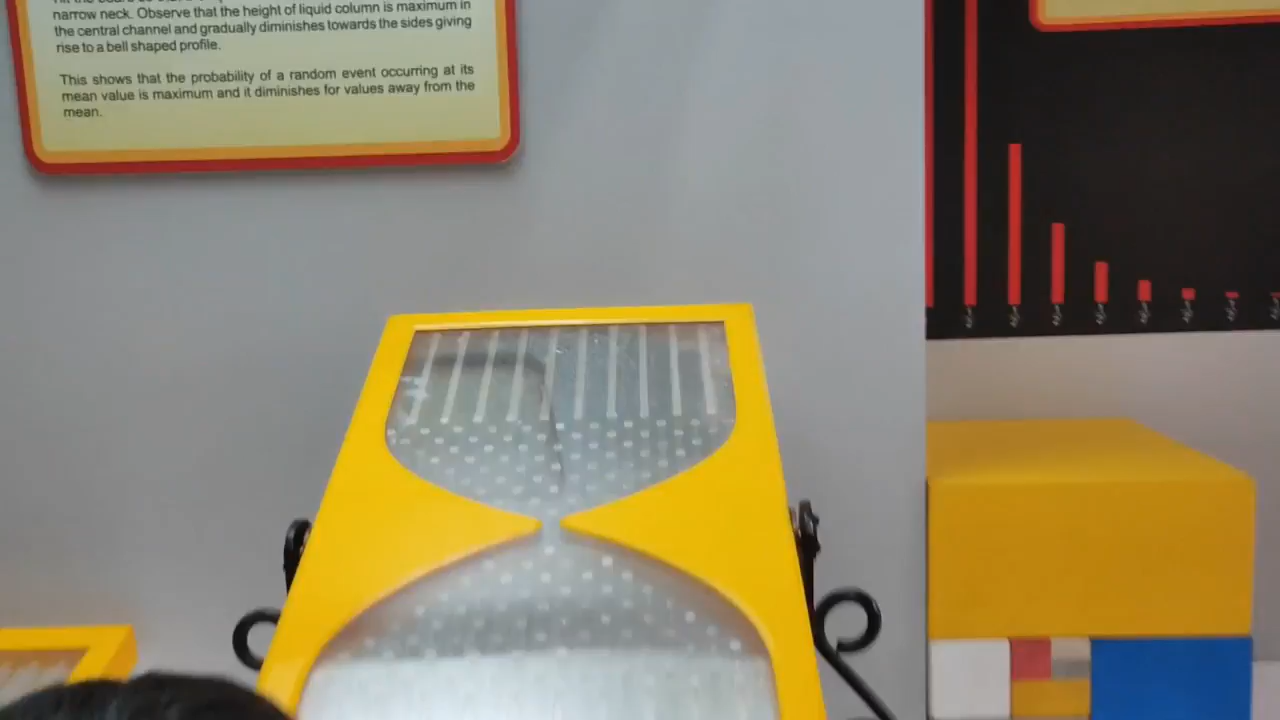 narrow neck. Observe that the height of liquid column is maximum in
the central channel and gradually diminishes towards the sides giving
rise to a bell shaped profile.
This shows that the probability of a random event occurring at its
mean value is maximum and it diminishes for values away from the
mean.